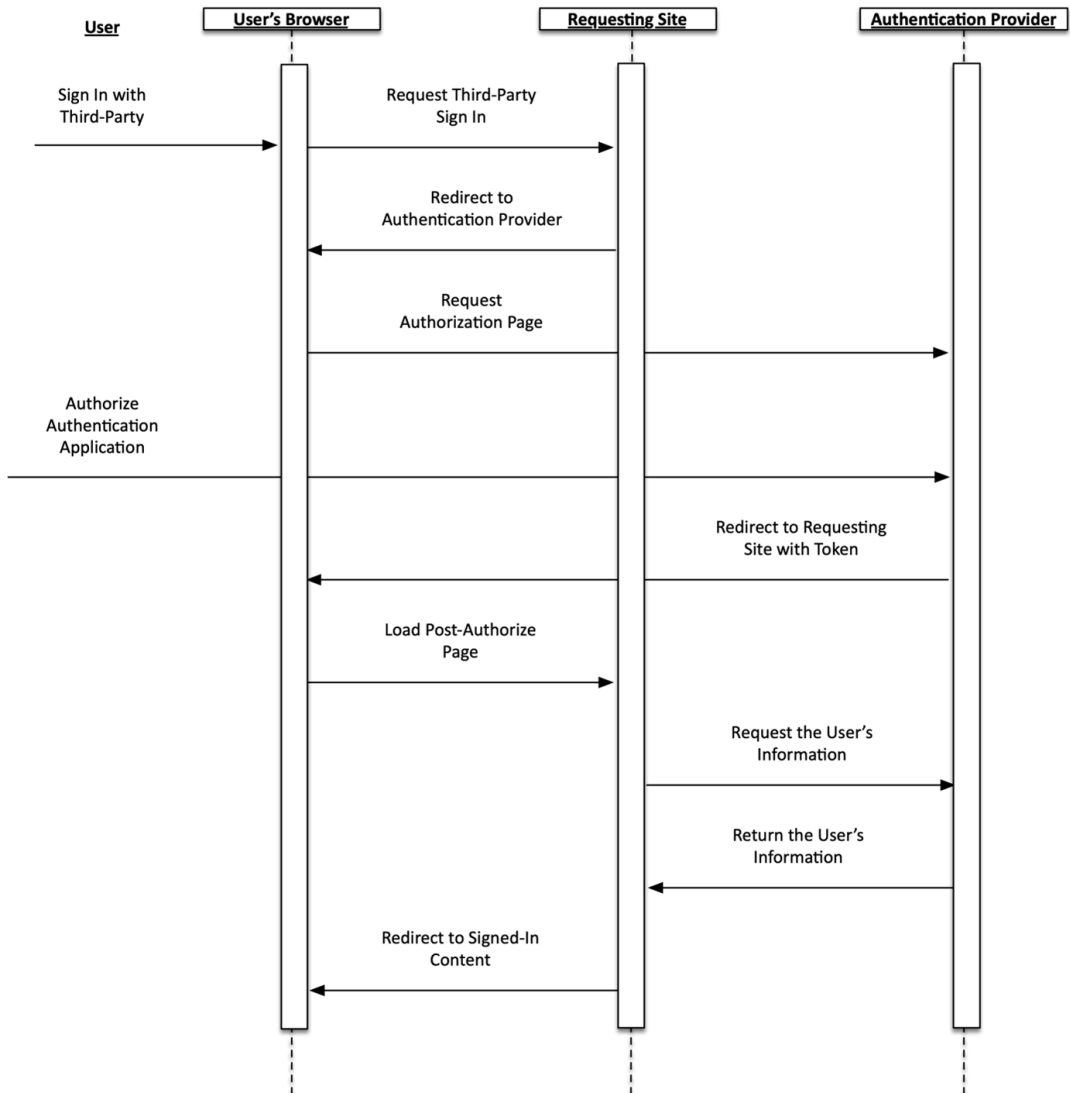 User
User's Browser
Requesting Site
Authentication Provider
Sign In with
Third-Party
Request Third-Party
Sign In
Redirect to
Authentication Provider
Request
Authorization Page
Authorize
Authentication
Application
Redirect to Requesting
Site with Token
Load Post-Authorize
Page
Request the User’s
Information
Return the User’s
Information
Redirect to Signed-In
Content